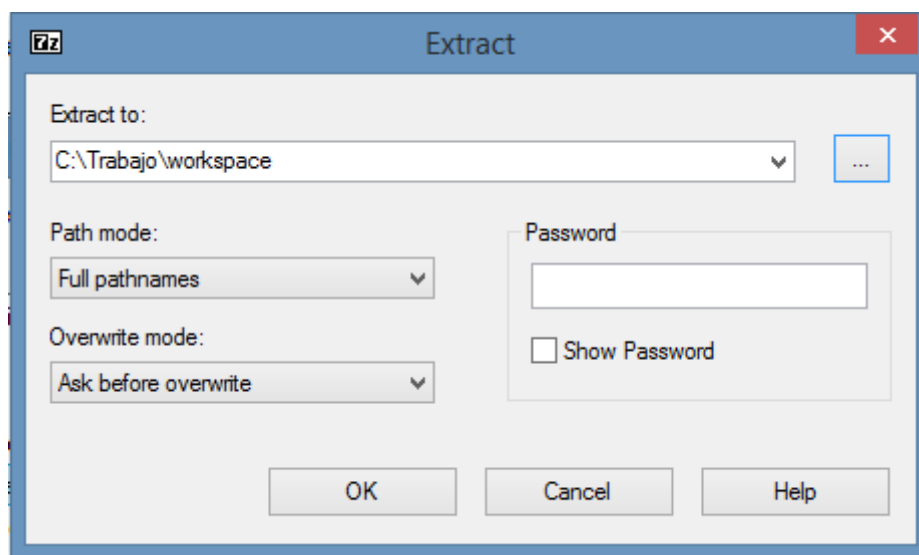 7z
Extract
Extract to:
C:\Trabajo\workspace
...
Path mode:
Full pathnames
Password
Overwrite mode:
Show Password
Ask before overwrite
OK
Cancel
Help